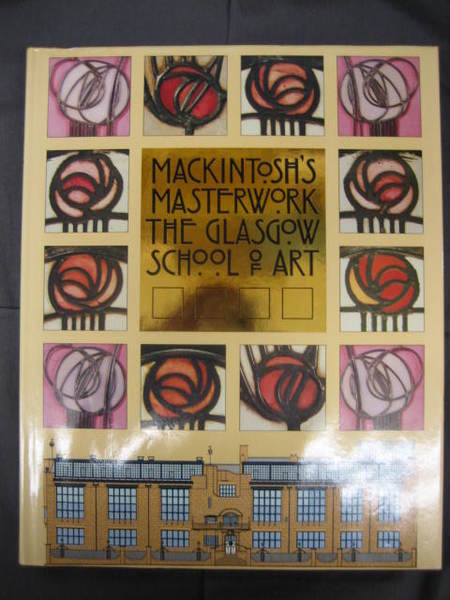 MACKINTOSH'S
MASTERWORK
THE GLASGOW
SCHOOL OF ART